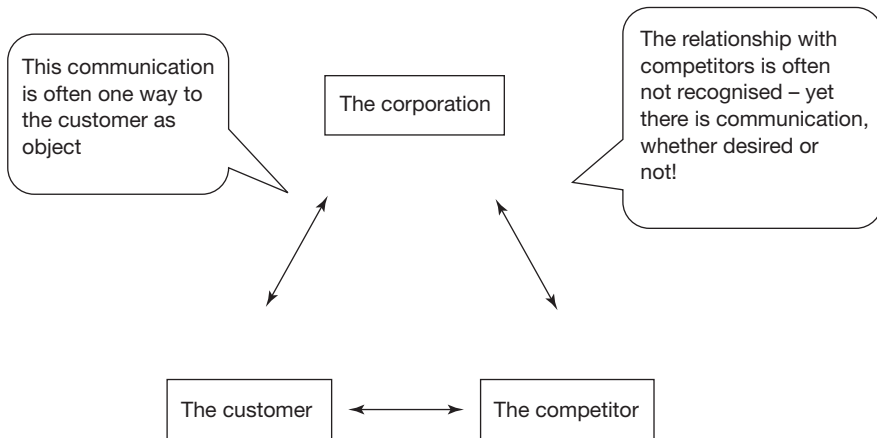 This communication
is often one way to
the customer as
object
The corporation
The relationship with
competitors is often
not recognised – yet
there is communication,
whether desired or
not!
The customer
The competitor